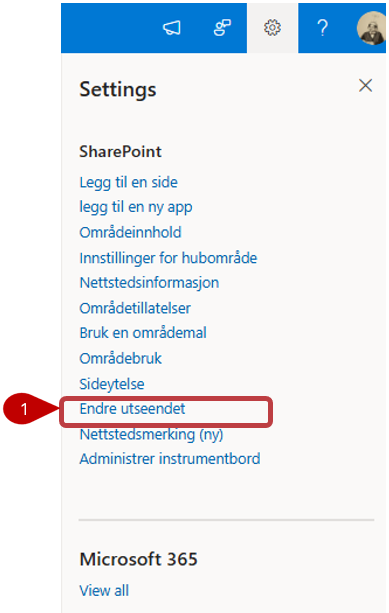 ?
Settings
SharePoint
Legg til en side
legg til en ny app
Områdeinnhold
Innstillinger for hubområde
Nettstedsinformasjon
Områdetillatelser
Bruk en områdemal
Områdebruk
Sideytelse
1
Endre utseendet
Nettstedsmerking (ny)
Administrer instrumentbord
Microsoft 365
View all